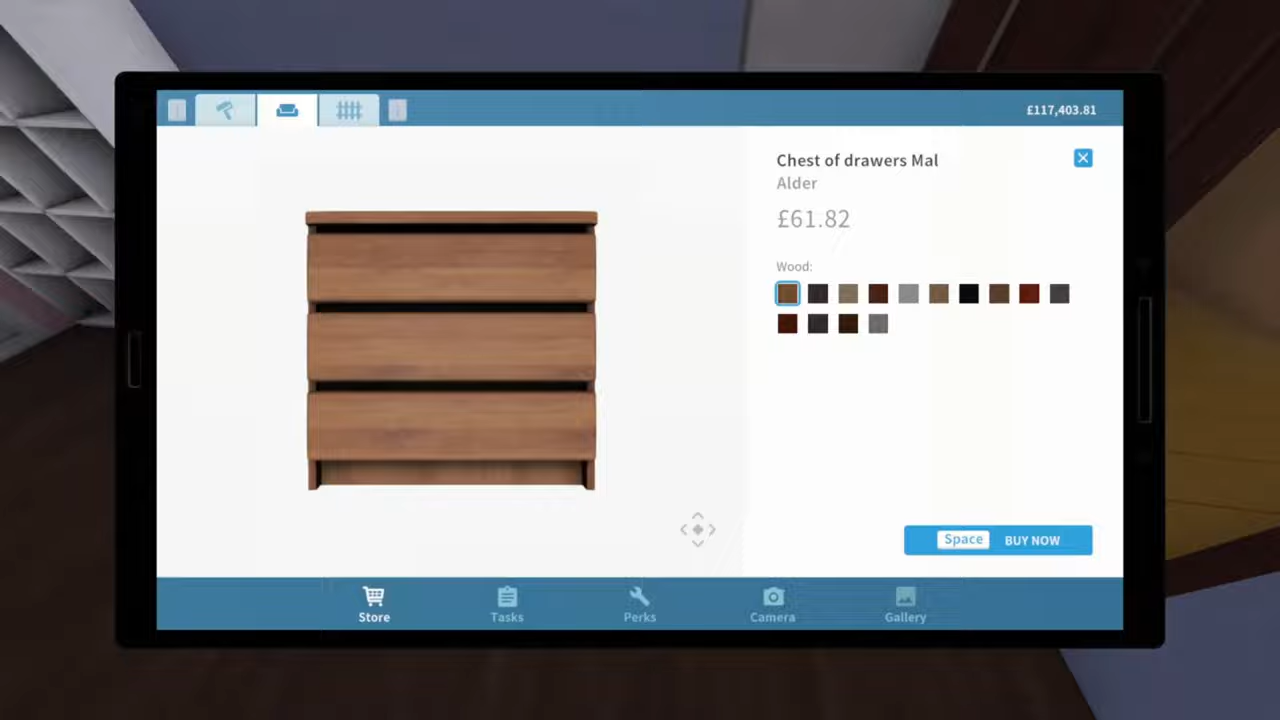 £117,403.81
Chest of drawers Mal
Alder
£61.82
Wood:
Space BUY NOW
Store Tasks Perks Camera Gallery